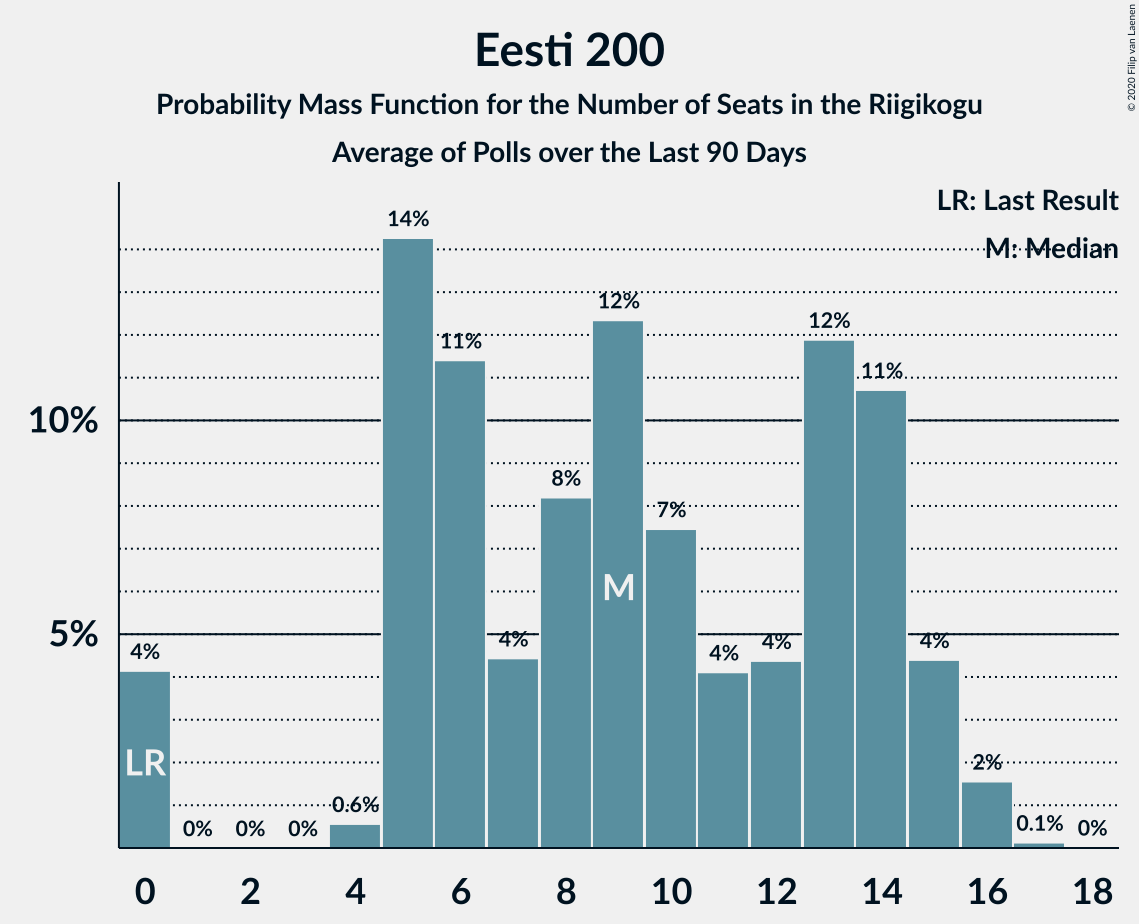 Eesti 200
Probability Mass Function for the Number of Seats in the Riigikogu
Average of Polls over the Last 90 Days
© 2020 Filip van Laenen
LR: Last Result
M: Median
14%
12%
12%
11%
11%
10%
8%
7%
M
5%
4%
4%
4%
4%
4%
LR
2%
0.6%
0%
0%
0%
0.1%
0%
0 2 4 6 8 10 12 14 16 18